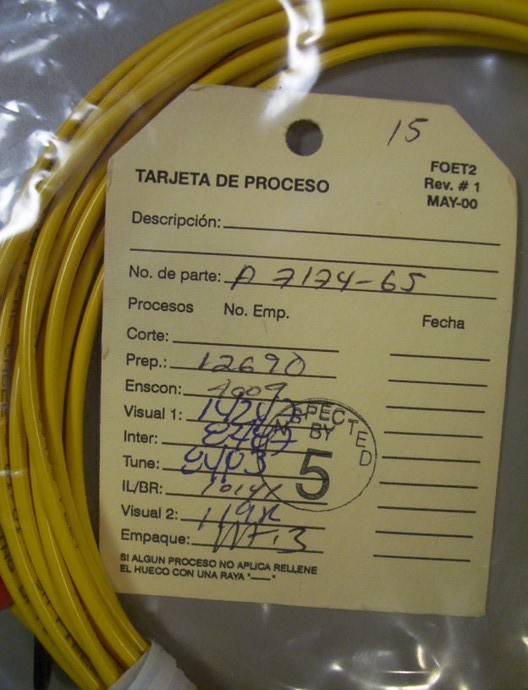 15
FOET2
Rev. # 1
MAY-00
TARJETA DE PROCESO
Descripción:
No. de parte: A 7174-65
Procesos No. Emp. Fecha
Corte:
Prep.: 12690
Enscon: 4009
Visual 1:
Inter:
Tune:
IL/BR:
Visual 2:
Empaque:
INSPECTED
BY
5
SI ALGUN PROCESO NO APLICA RELLENE
EL HUECO CON UNA RAYA "——"